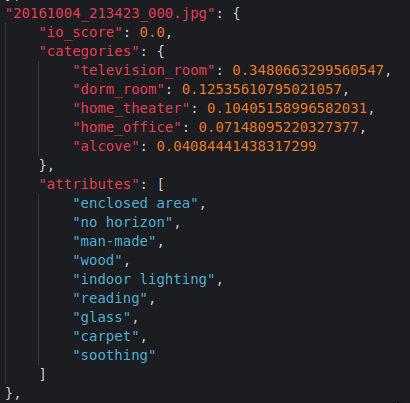 "20161004_213423_000.jpg": {
"io_score": 0.0,
"categories": {
"television_room": 0.3480663299560547,
"dorm_room": 0.12535610795021057,
"home_theater": 0.10405158996582031,
"home_office": 0.07148095220327377,
"alcove": 0.04084441438317299
},
"attributes": [
"enclosed area",
"no horizon",
"man-made",
"wood",
"indoor lighting",
"reading",
"glass",
"carpet",
"soothing"
]
},